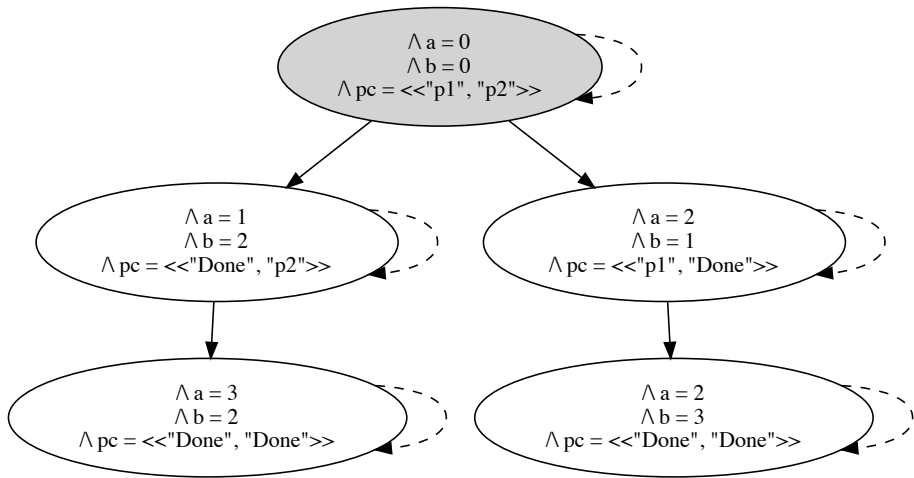 /\ a = 0
/\ b = 0
/\ pc = <<"p1", "p2">>
/\ a = 1
/\ b = 2
/\ pc = <<"Done", "p2">>
/\ a = 2
/\ b = 1
/\ pc = <<"p1", "Done">>
/\ a = 3
/\ b = 2
/\ pc = <<"Done", "Done">>
/\ a = 2
/\ b = 3
/\ pc = <<"Done", "Done">>